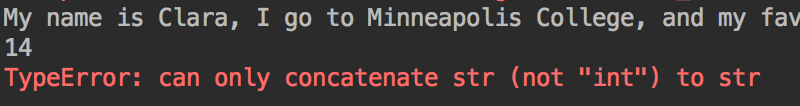 My name is Clara, I go to Minneapolis College, and my fav
14
TypeError: can only concatenate str (not "int") to str